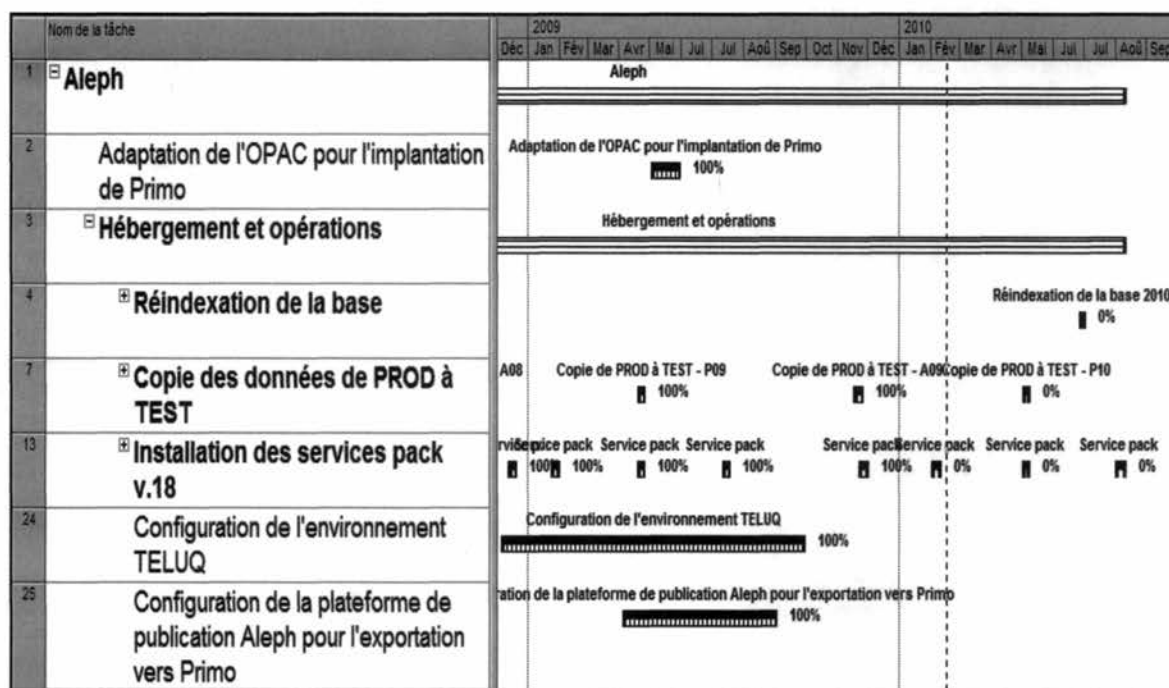 Nom de la tâche
2009
2010
Déc Jan Fév Mar Avr Mai Jul Jul Aoû Sep Oct Nov Déc Jan Fév Mar Avr Mai Jul Jul Aoû Sep
1
Aleph
Aleph
2
Adaptation de l'OPAC pour l'implantation
de Primo
Adaptation de l'OPAC pour l'implantation de Primo
100%
3
Hébergement et opérations
Hébergement et opérations
4
Réindexation de la base
Réindexation de la base 2010
0%
7
Copie des données de PROD à
TEST
A08 Copie de PROD à TEST - P09 Copie de PROD à TEST - A09 Copie de PROD à TEST - P10
100% 100% 0%
13
Installation des services pack
v.18
Service pack Service pack Service pack Service pack Service pack Service pack Service pack
100% 100% 100% 100% 100% 0% 0% 0%
24
Configuration de l'environnement
TELUQ
Configuration de l'environnement TELUQ
100%
25
Configuration de la plateforme de
publication Aleph pour l'exportation
vers Primo
ration de la plateforme de publication Aleph pour l'exportation vers Primo
100%